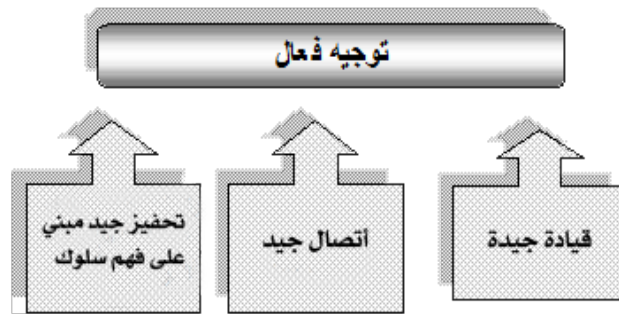 توجيه فعال
قيادة جيدة
أتصال جيد
تحفيز جيد مبني
على فهم سلوك